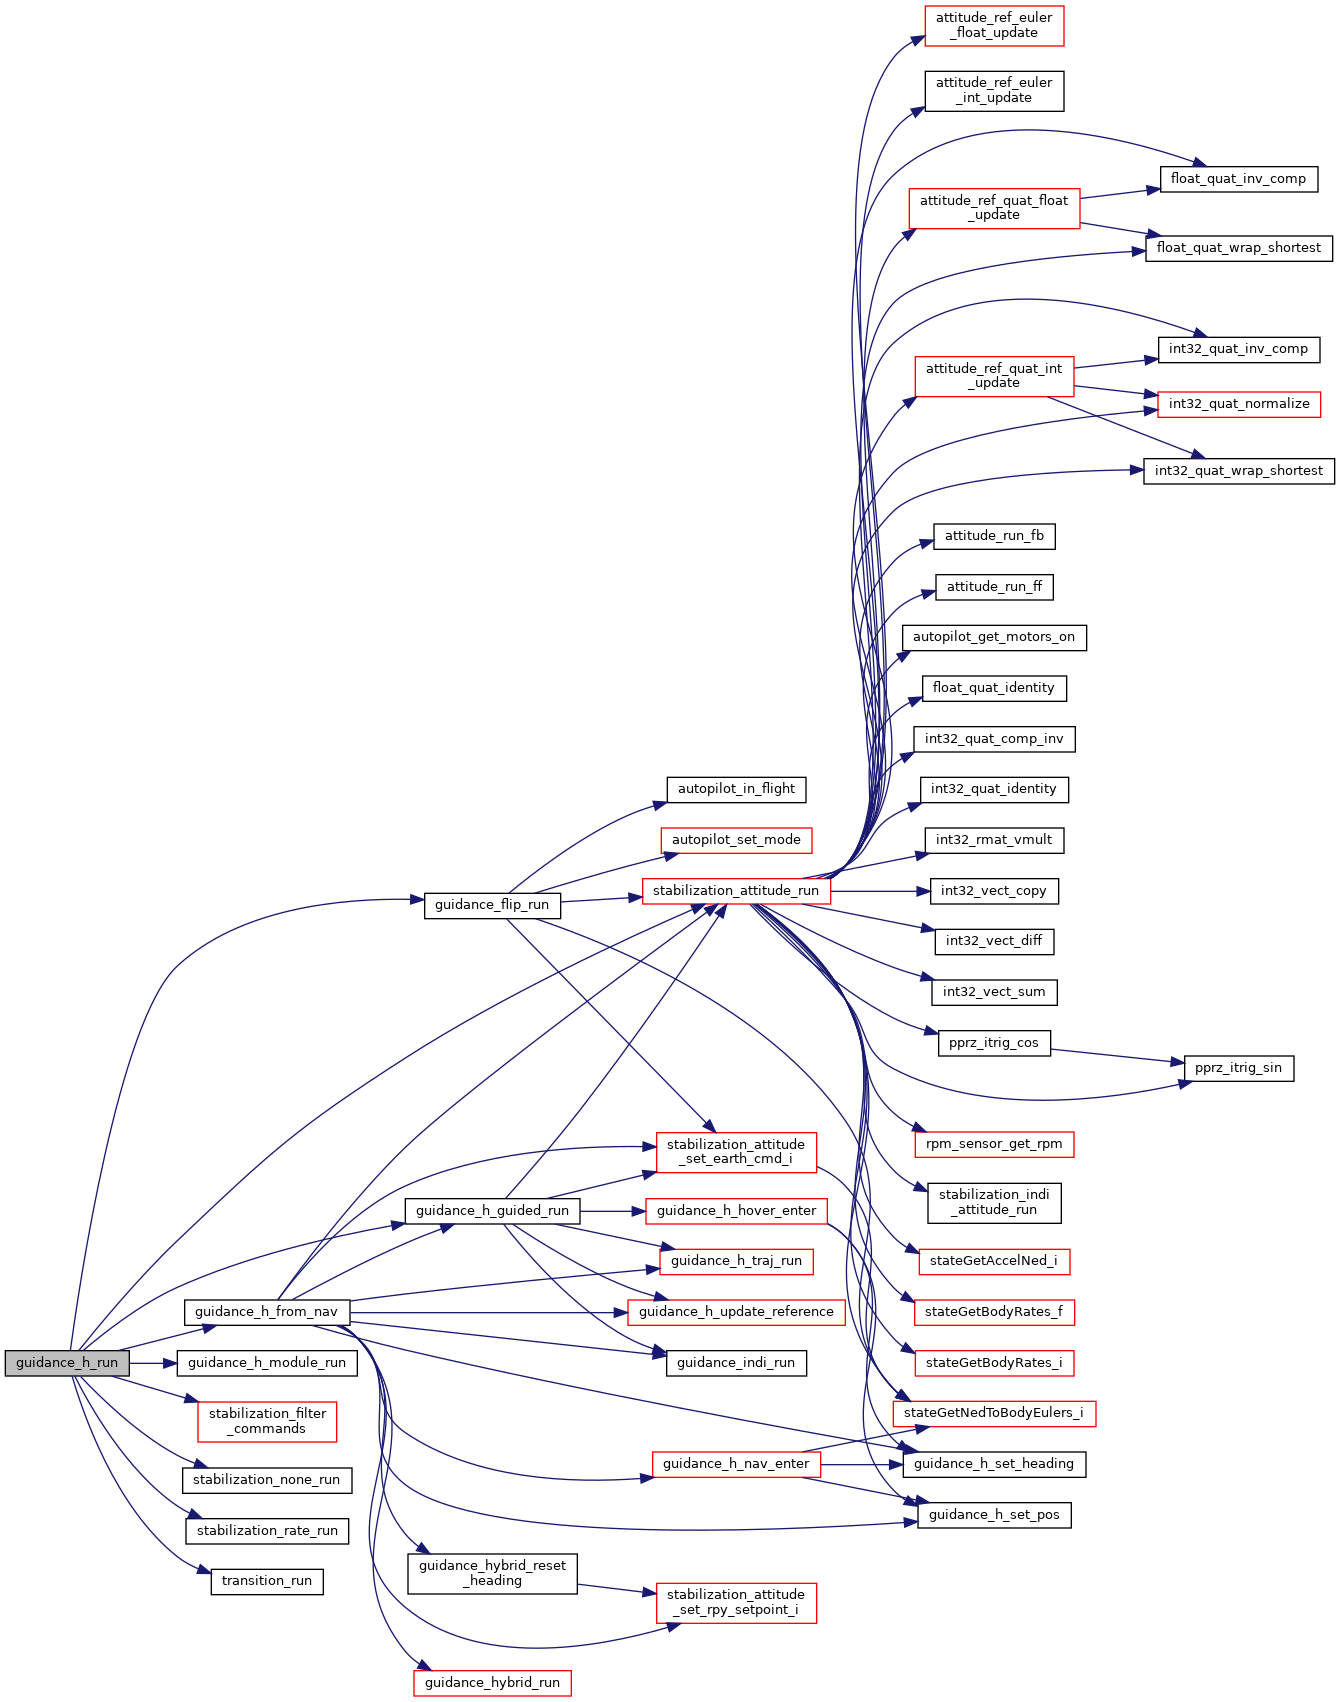 attitude_ref_euler
_float_update
attitude_ref_euler
_int_update
float_quat_inv_comp
attitude_ref_quat_float
_update
float_quat_wrap_shortest
int32_quat_inv_comp
attitude_ref_quat_int
_update
int32_quat_normalize
int32_quat_wrap_shortest
attitude_run_fb
attitude_run_ff
autopilot_get_motors_on
float_quat_identity
int32_quat_comp_inv
autopilot_in_flight
int32_quat_identity
autopilot_set_mode
int32_rmat_vmult
stabilization_attitude_run
int32_vect_copy
guidance_flip_run
int32_vect_diff
int32_vect_sum
pprz_itrig_cos
pprz_itrig_sin
stabilization_attitude
_set_earth_cmd_i
rpm_sensor_get_rpm
stabilization_indi
_attitude_run
guidance_h_guided_run
guidance_h_hover_enter
guidance_h_traj_run
stateGetAccelNed_i
guidance_h_from_nav
guidance_h_update_reference
stateGetBodyRates_f
guidance_h_run
guidance_h_module_run
guidance_indi_run
stateGetBodyRates_i
stabilization_filter
_commands
stateGetNedToBodyEulers_i
guidance_h_nav_enter
guidance_h_set_heading
stabilization_none_run
guidance_h_set_pos
stabilization_rate_run
guidance_hybrid_reset
_heading
transition_run
stabilization_attitude
_set_rpy_setpoint_i
guidance_hybrid_run